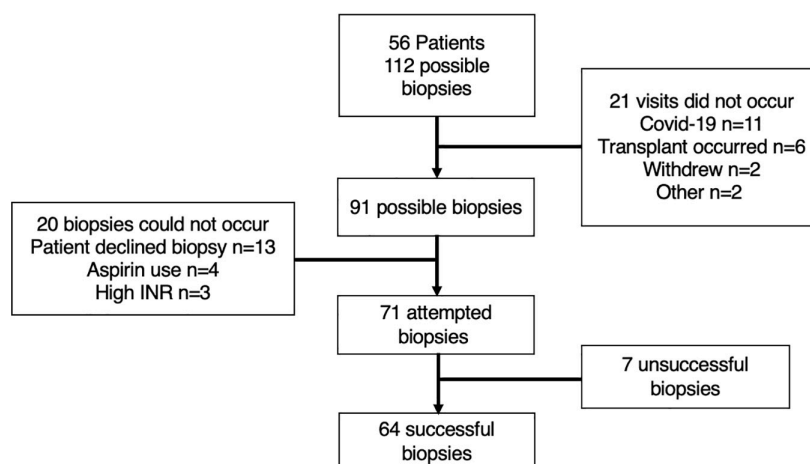 56 Patients
112 possible
biopsies
21 visits did not occur
Covid-19 n=11
Transplant occurred n=6
Withdrew n=2
Other n=2
91 possible biopsies
20 biopsies could not occur
Patient declined biopsy n=13
Aspirin use n=4
High INR n=3
71 attempted
biopsies
7 unsuccessful
biopsies
64 successful
biopsies